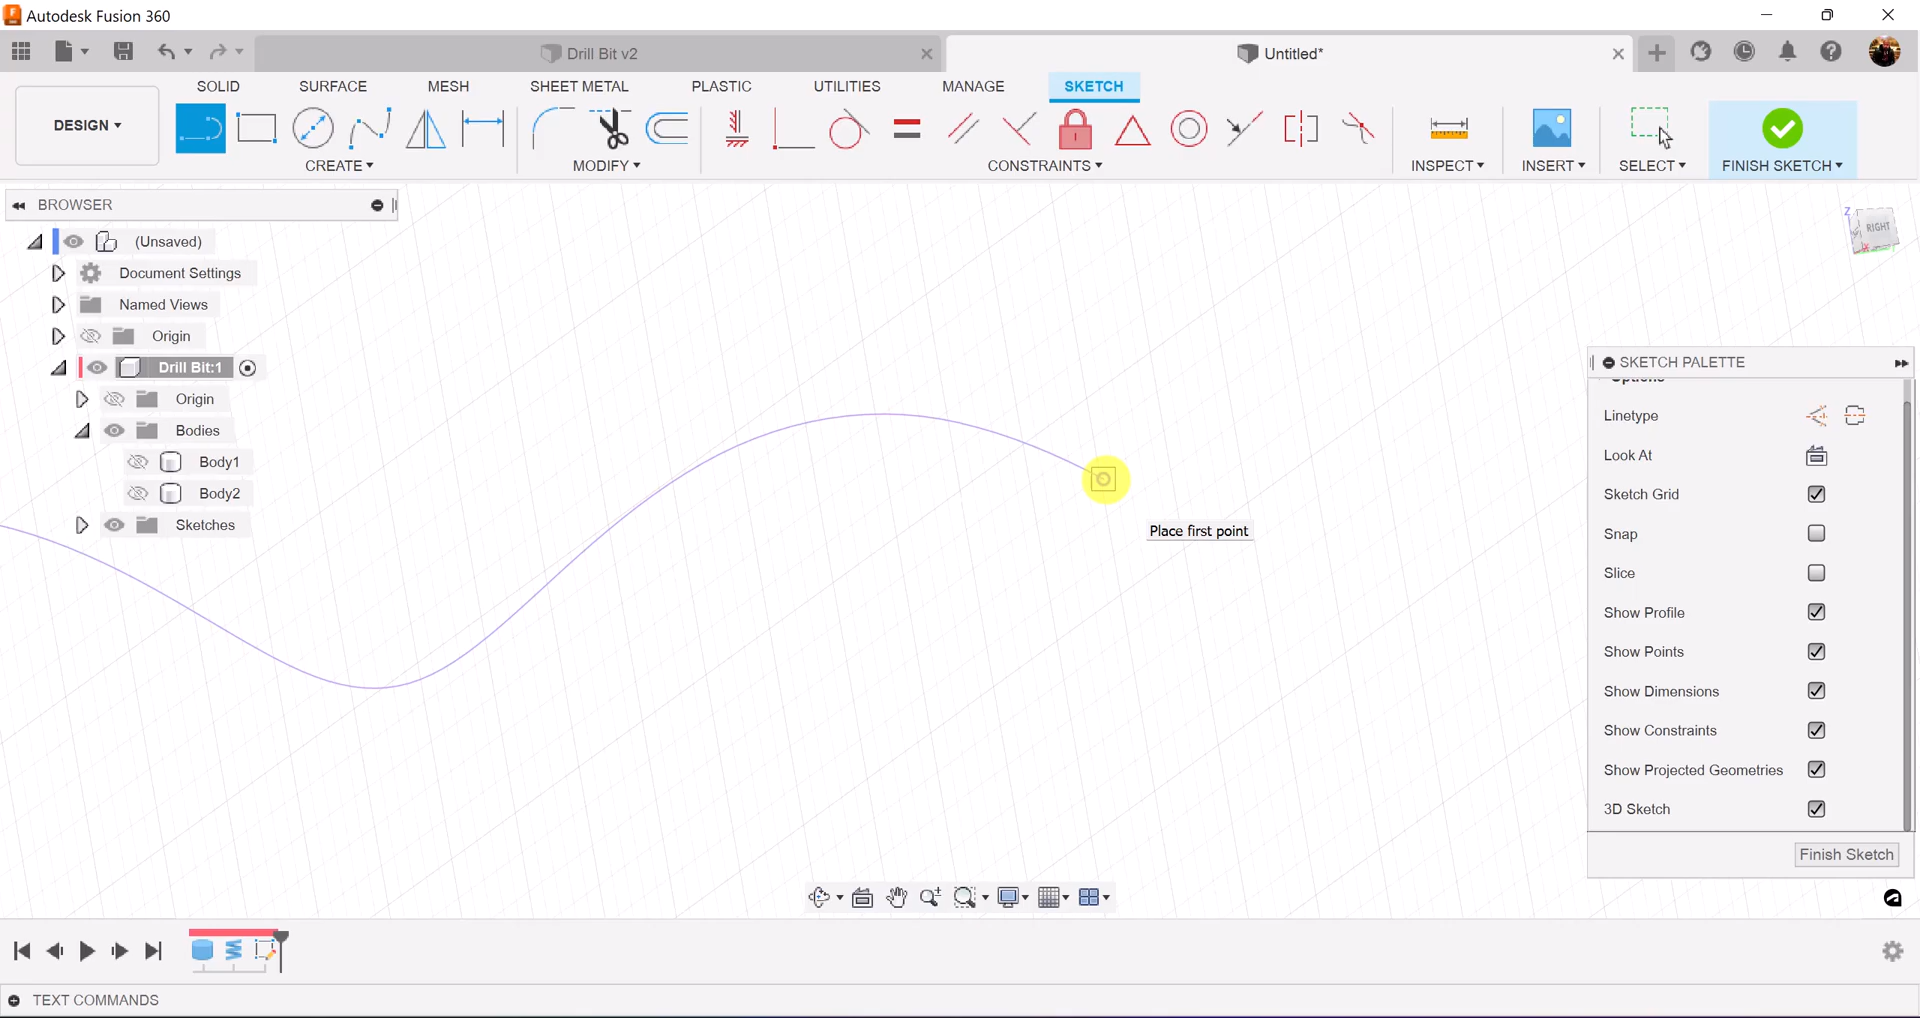 Autodesk Fusion 360
Drill Bit v2
Untitled*
SOLID
SURFACE
MESH
SHEET METAL
PLASTIC
UTILITIES
MANAGE
SKETCH
DESIGN
CREATE
MODIFY
CONSTRAINTS
INSPECT
INSERT
SELECT
FINISH SKETCH
BROWSER
(Unsaved)
Document Settings
Named Views
Origin
Drill Bit:1
Origin
Bodies
Body1
Body2
Sketches
Place first point
Z
RIGHT
X
SKETCH PALETTE
Options
Linetype
Look At
Sketch Grid
Snap
Slice
Show Profile
Show Points
Show Dimensions
Show Constraints
Show Projected Geometries
3D Sketch
Finish Sketch
TEXT COMMANDS